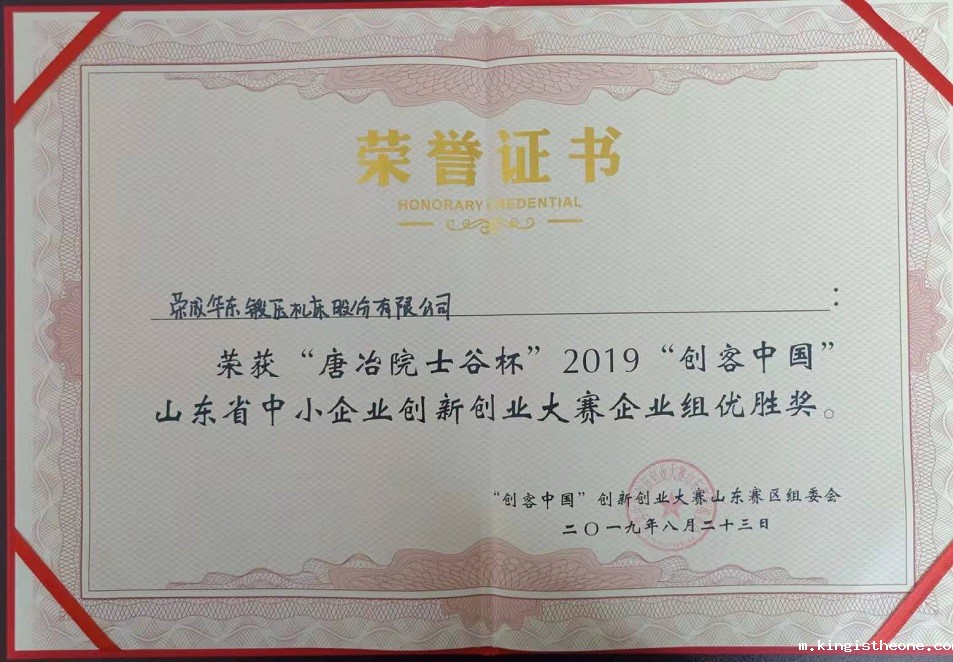 荣誉证书
HONORARY CREDENTIAL
荣成华东锻压机床股份有限公司：
荣获“唐冶院士谷杯”2019“创客中国”
山东省中小企业创新创业大赛企业组优胜奖。
“创客中国”创新创业大赛山东赛区组委会
二〇一九年八月二十三日
m.kingistheone.co